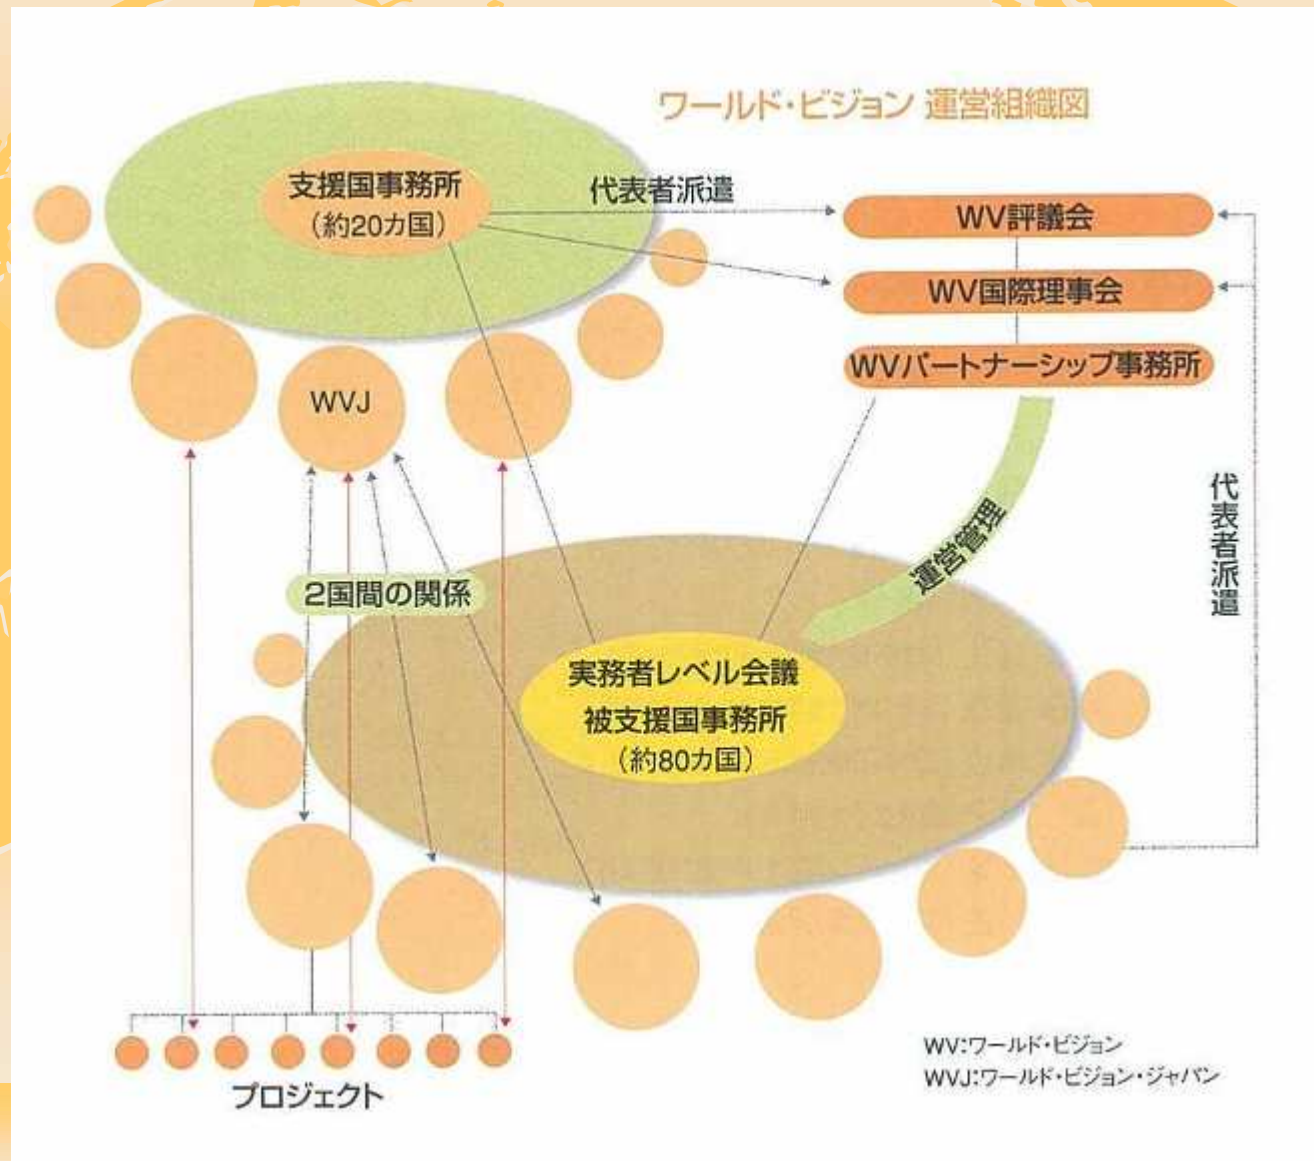 ワールド・ビジョン 運営組織図
支援国事務所
（約20カ国）
代表者派遣
WV評議会
WV国際理事会
WVパートナーシップ事務所
WVJ
代表者派遣
運営管理
2国間の関係
実務者レベル会議
被支援国事務所
（約80カ国）
プロジェクト
WV:ワールド・ビジョン
WVJ:ワールド・ビジョン・ジャパン